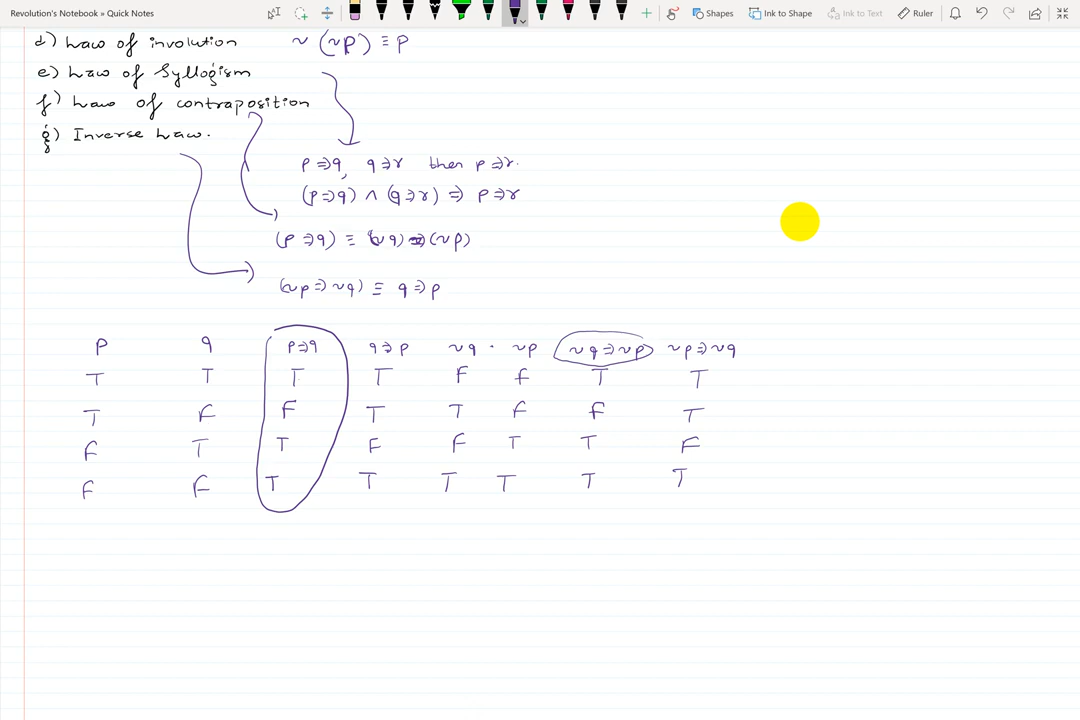 Revolution's Notebook » Quick Notes
Shapes Ink to Shape Ink to Text Ruler
d) Law of involution ~(~p) ≡ p
e) Law of Syllogism
f) Law of contraposition
g) Inverse Law.
p⇒q, q⇒r then p⇒r.
(p⇒q) ∧ (q⇒r) ⇒ p⇒r
(p⇒q) ≡ (~q)⇒(~p)
(~p⇒~q) ≡ q⇒p
p q p⇒q q⇒p ~q ~p ~q⇒~p ~p⇒~q
T T T T F F T T
T F F T T F F T
F T T F F T T F
F F T T T T T T